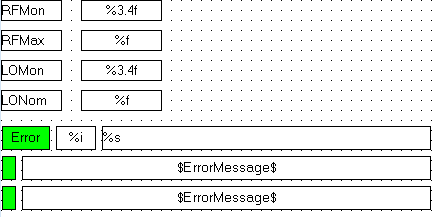 RFMon %3.4f
RFMax %f
LOMon %3.4f
LONom %f
Error %i %s
$ErrorMessage$
$ErrorMessage$